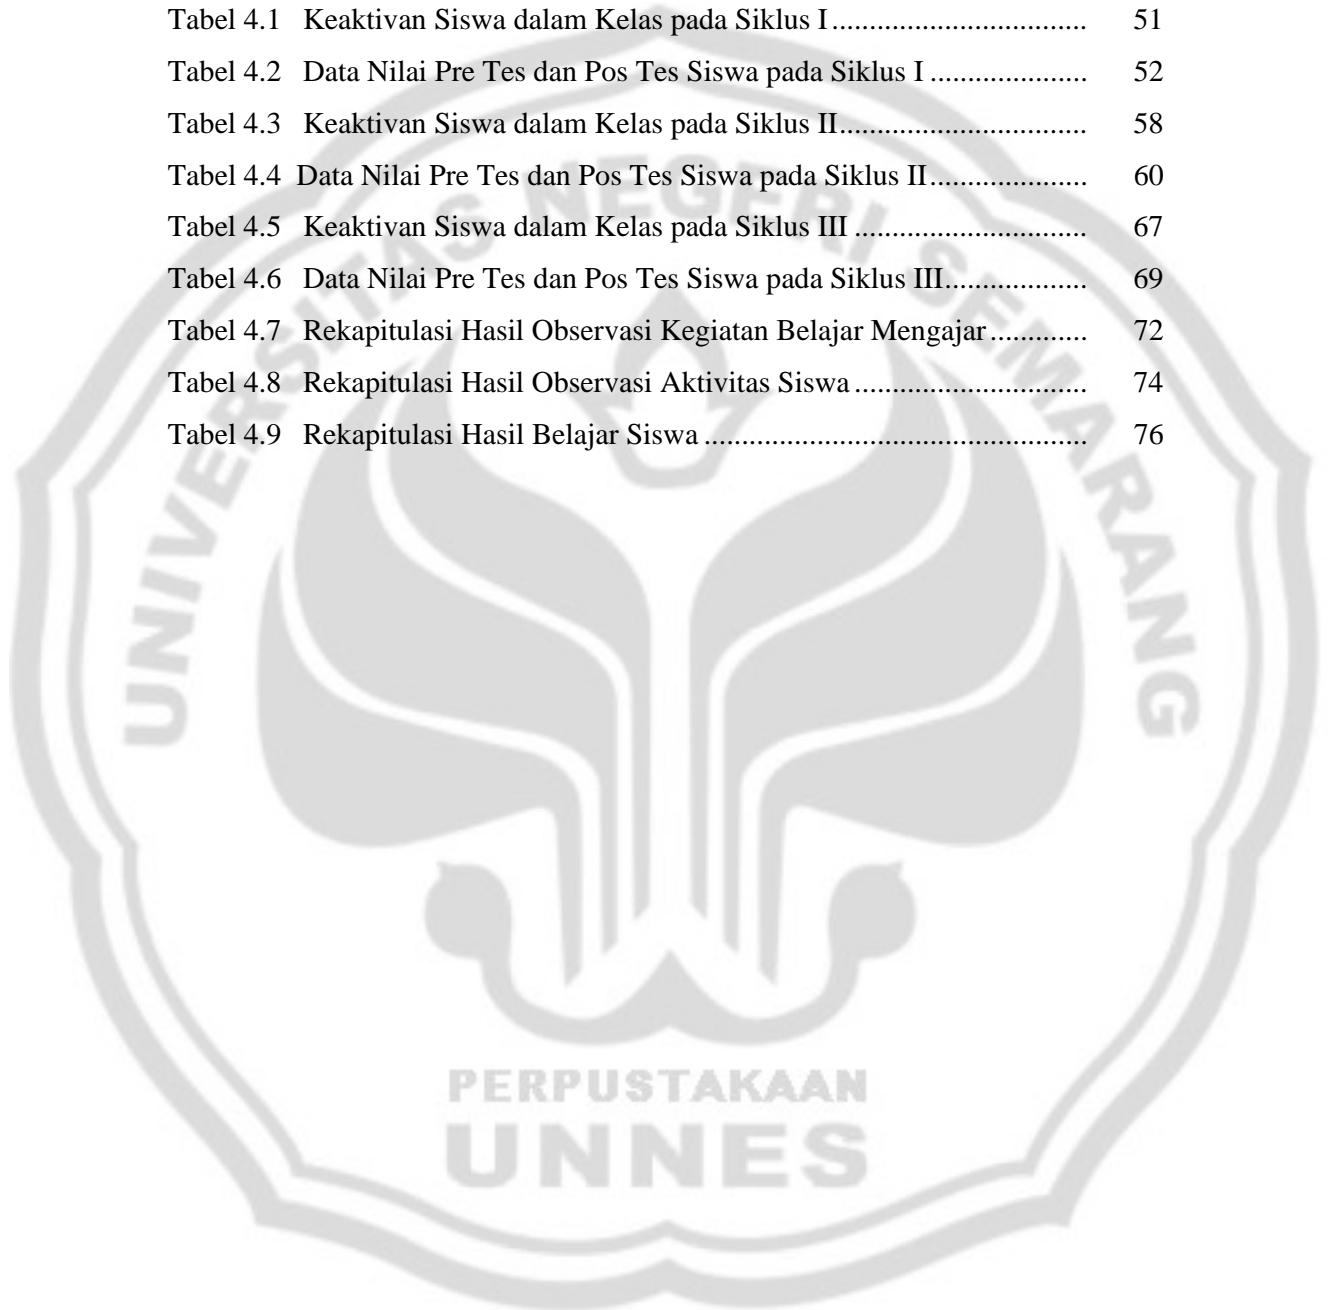 Tabel 4.1 Keaktivan Siswa dalam Kelas pada Siklus I.................................. 51
Tabel 4.2 Data Nilai Pre Tes dan Pos Tes Siswa pada Siklus I ..................... 52
Tabel 4.3 Keaktivan Siswa dalam Kelas pada Siklus II................................. 58
Tabel 4.4 Data Nilai Pre Tes dan Pos Tes Siswa pada Siklus II..................... 60
Tabel 4.5 Keaktivan Siswa dalam Kelas pada Siklus III ............................... 67
Tabel 4.6 Data Nilai Pre Tes dan Pos Tes Siswa pada Siklus III................... 69
Tabel 4.7 Rekapitulasi Hasil Observasi Kegiatan Belajar Mengajar............. 72
Tabel 4.8 Rekapitulasi Hasil Observasi Aktivitas Siswa ............................... 74
Tabel 4.9 Rekapitulasi Hasil Belajar Siswa ................................................... 76
UNIVERSITAS NEGERI SEMARANG
PERPUSTAKAAN
UNNES